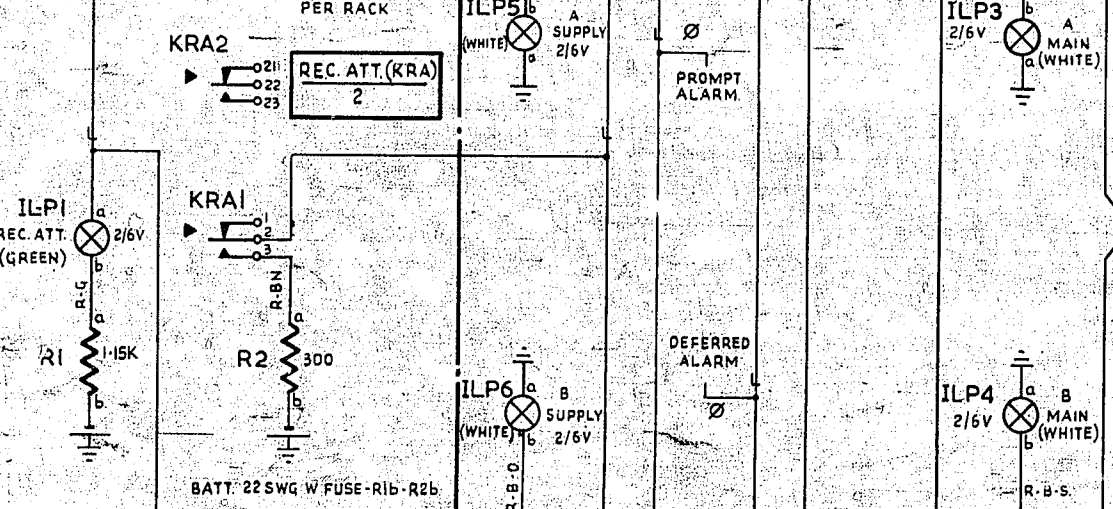 PER RACK
KRA2
211
22
23
REC. ATT. (KRA)
2
L
ILP1
REC. ATT.
(GREEN)
a
2/6V
b
R-G
a
R1
1·15K
b
KRA1
1
2
3
R-BN
a
R2
300
b
BATT. 22 SWG W FUSE-R1b-R2b
ILP5
b
(WHITE)
A
SUPPLY
2/6V
a
L
ILP6
a
(WHITE)
B
SUPPLY
2/6V
b
R-B-O.
L
Ø
PROMPT
ALARM.
DEFERRED
ALARM
L
Ø
ILP3
2/6V
b
A
MAIN
(WHITE)
a
ILP4
2/6V
a
B
MAIN
(WHITE)
b
R-B-S.